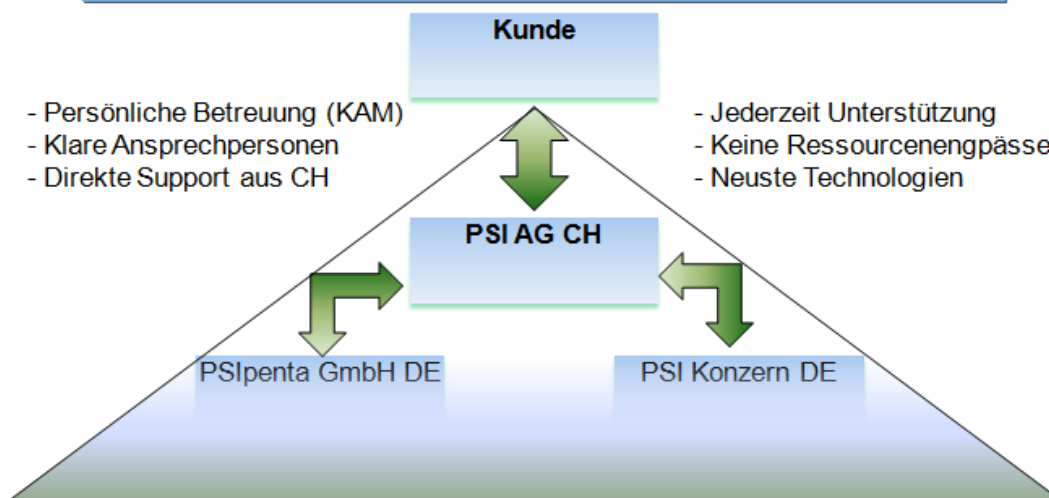 Kunde
- Persönliche Betreuung (KAM)
- Klare Ansprechpersonen
- Direkte Support aus CH
- Jederzeit Unterstützung
- Keine Ressourcenengpässe
- Neuste Technologien
PSI AG CH
PSIpenta GmbH DE
PSI Konzern DE